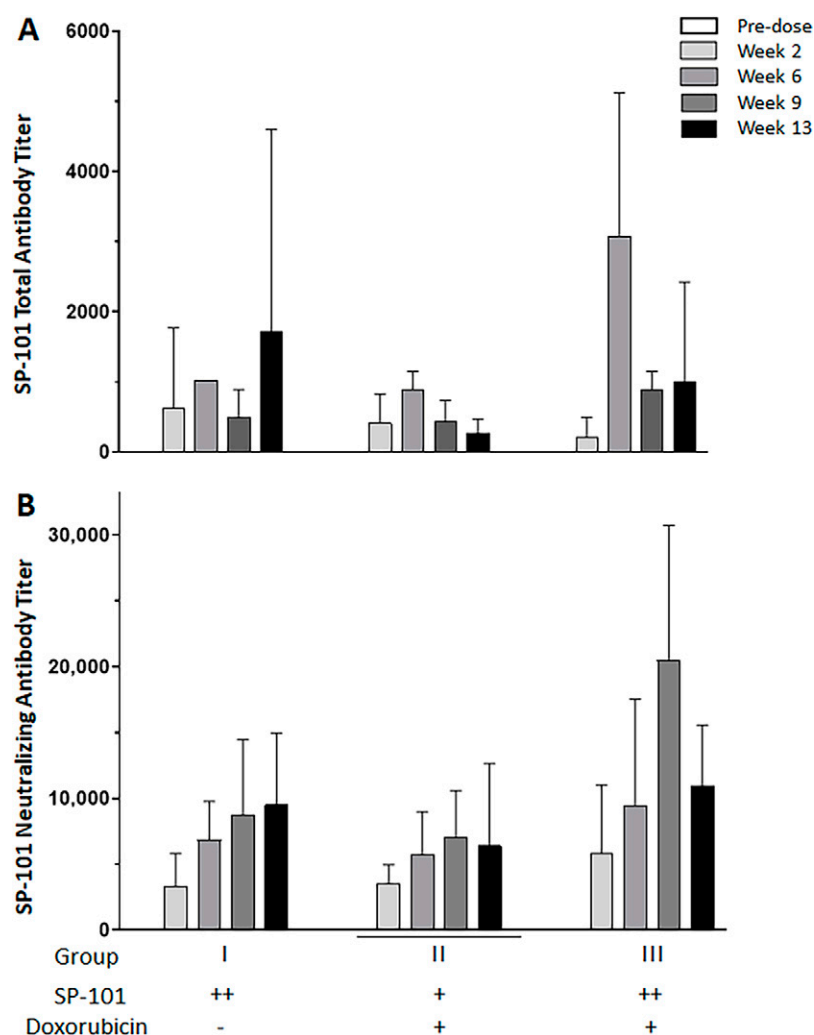 A
SP-101 Total Antibody Titer
6000
4000
2000
0
Pre-dose
Week 2
Week 6
Week 9
Week 13
B
SP-101 Neutralizing Antibody Titer
30,000
20,000
10,000
0
Group I II III
SP-101 ++ + ++
Doxorubicin - + +